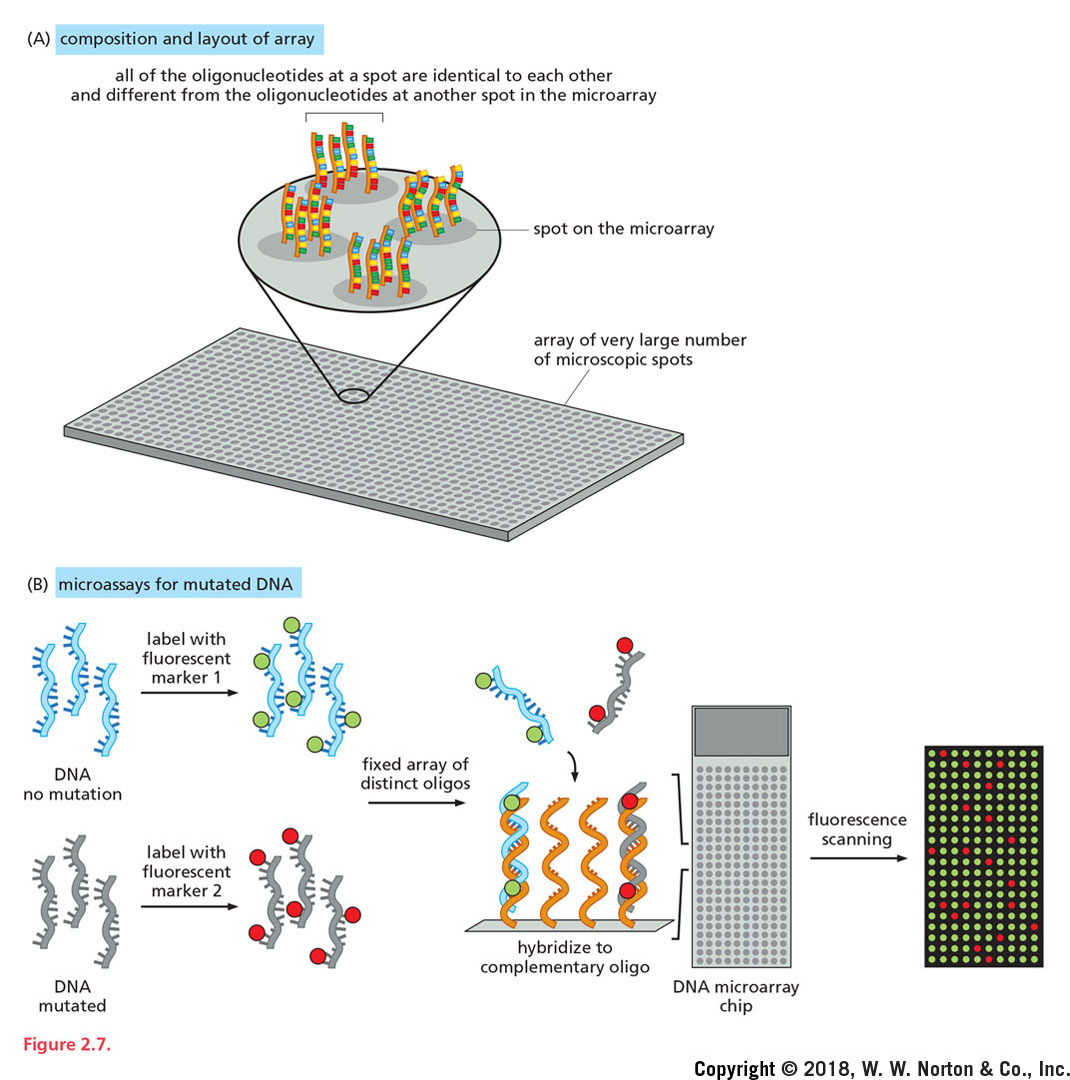 (A) composition and layout of array
all of the oligonucleotides at a spot are identical to each other
and different from the oligonucleotides at another spot in the microarray
spot on the microarray
array of very large number
of microscopic spots
(B) microassays for mutated DNA
label with
fluorescent
marker 1
DNA
no mutation
fixed array of
distinct oligos
fluorescence
scanning
label with
fluorescent
marker 2
hybridize to
complementary oligo
DNA microarray
chip
DNA
mutated
Figure 2.7.
Copyright © 2018, W. W. Norton & Co., Inc.